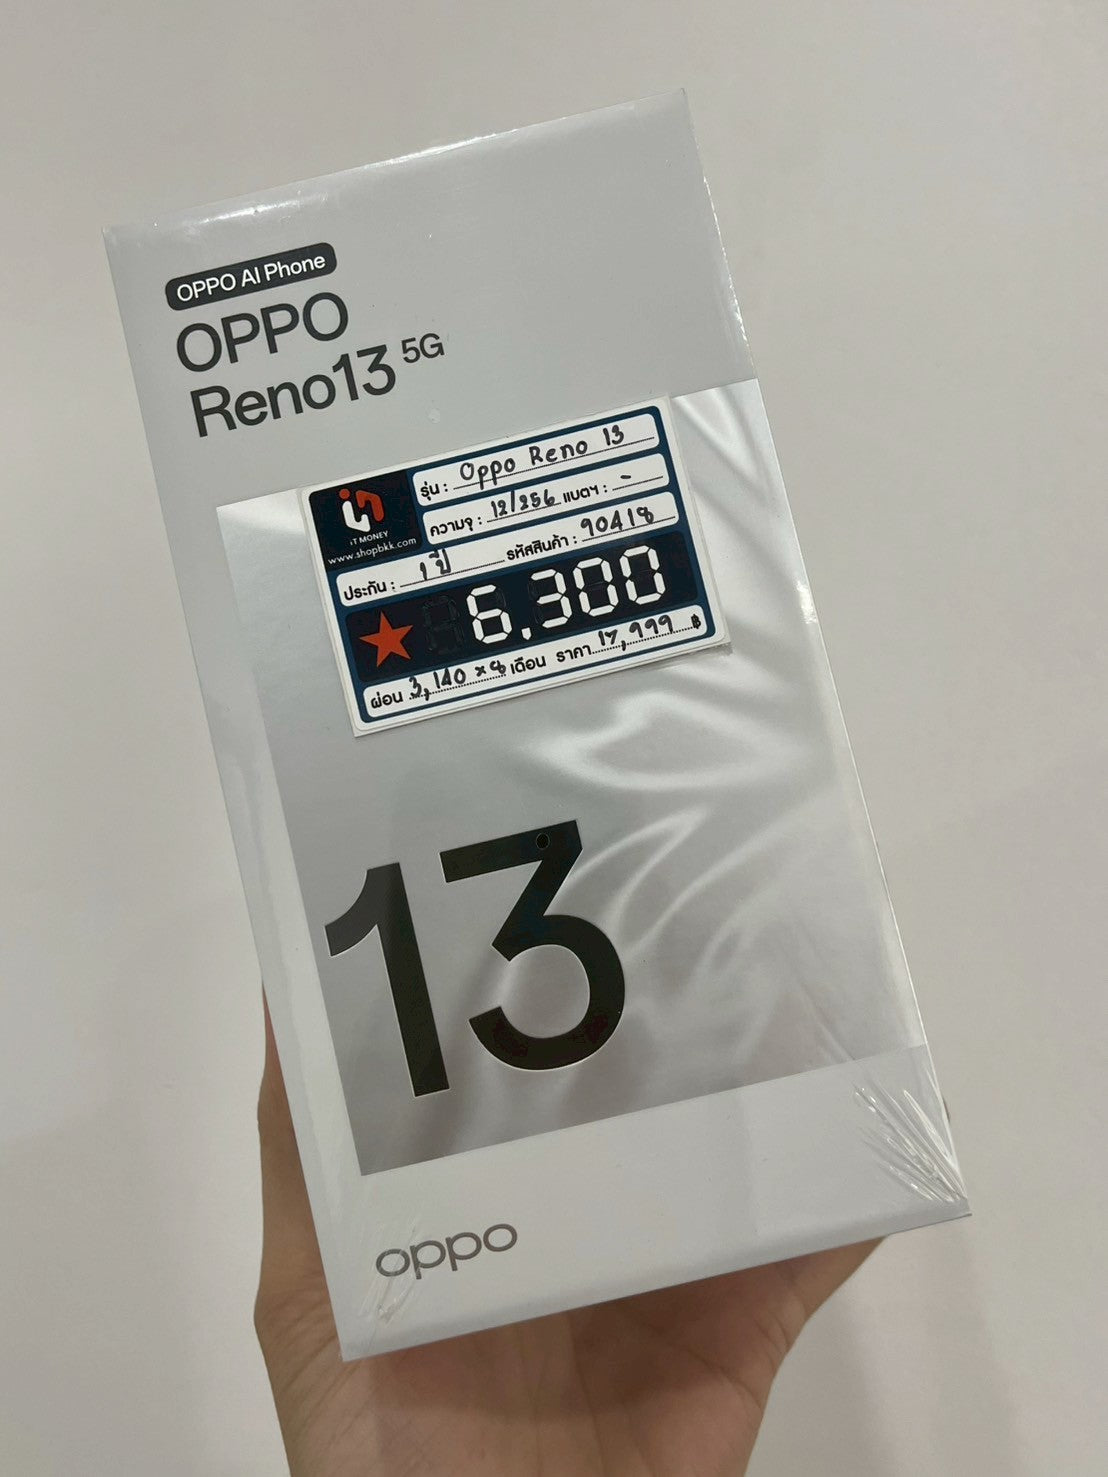 OPPO AI Phone
OPPO
Reno13 5G
iT MONEY
www.shopbkk.com
รุ่น : Oppo Reno 13
ความจุ : 12/256 แบตฯ : -
ประกัน : 1 ปี รหัสสินค้า : 90418
6,300
ผ่อน 3,140 x 8 เดือน ราคา 17,999 ฿
13
oppo